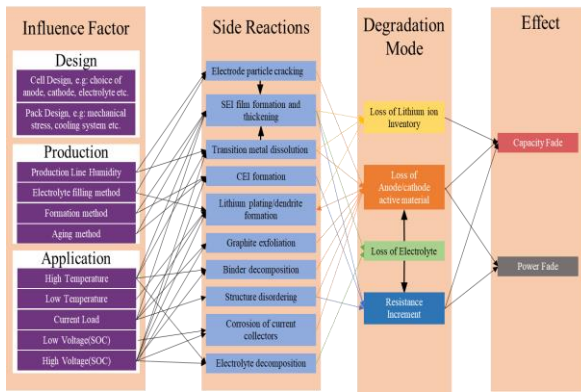 Influence Factor
Design
Cell Design, e.g: choice of
anode, cathode, electrolyte etc.
Pack Design, e.g: mechanical
stress, cooling system etc.
Production
Production Line Humidity
Electrolyte filling method
Formation method
Aging method
Application
High Temperature
Low Temperature
Current Load
Low Voltage(SOC)
High Voltage(SOC)
Side Reactions
Electrode particle cracking
SEI film formation and
thickening
Transition metal dissolution
CEI formation
Lithium plating/dendrite
formation
Graphite exfoliation
Binder decomposition
Structure disordering
Corrosion of current
collectors
Electrolyte decomposition
Degradation
Mode
Loss of Lithium ion
Inventory
Loss of
Anode/cathode
active material
Loss of Electrolyte
Resistance
Increment
Effect
Capacity Fade
Power Fade